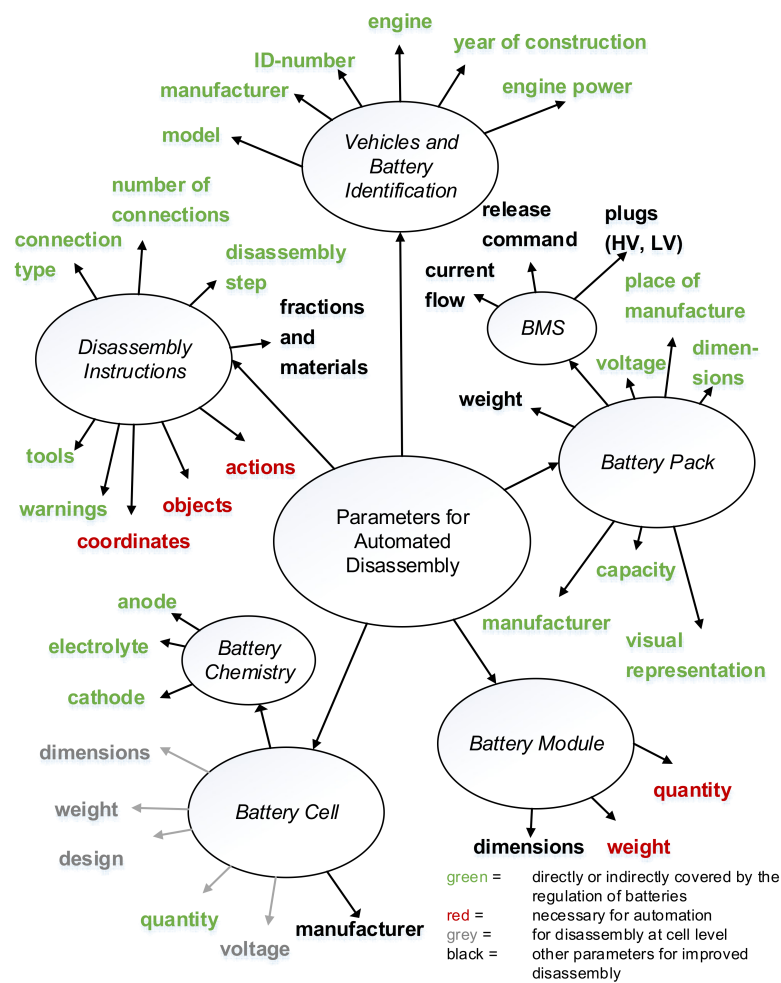 engine
ID-number
year of construction
manufacturer
engine power
model
Vehicles and
Battery
Identification
number of
connections
connection
type
disassembly
step
fractions
and
materials
Disassembly
Instructions
tools
warnings
coordinates
objects
actions
release
command
plugs
(HV, LV)
current
flow
BMS
place of
manufacture
voltage
dimen-
sions
weight
Battery Pack
capacity
manufacturer
visual
representation
Parameters for
Automated
Disassembly
anode
electrolyte
cathode
Battery
Chemistry
dimensions
weight
design
quantity
voltage
manufacturer
Battery Cell
Battery Module
quantity
weight
dimensions
green = directly or indirectly covered by the
regulation of batteries
red = necessary for automation
grey = for disassembly at cell level
black = other parameters for improved
disassembly